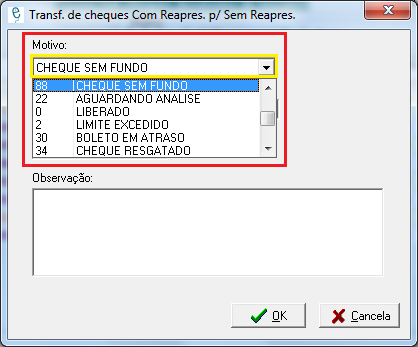 Transf. de cheques Com Reapres. p/ Sem Reapres.
Motivo:
CHEQUE SEM FUNDO
88 CHEQUE SEM FUNDO
22 AGUARDANDO ANALISE
0 LIBERADO
2 LIMITE EXCEDIDO
30 BOLETO EM ATRASO
34 CHEQUE RESGATADO
Observação:
OK Cancela